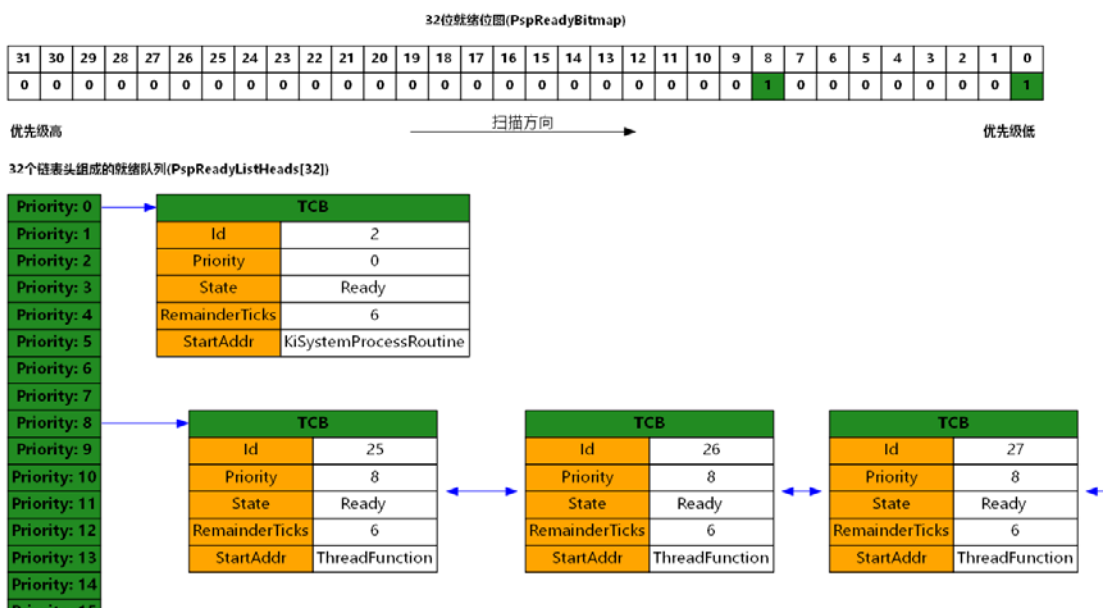 32位就绪位图(PspReadyBitmap)
31 30 29 28 27 26 25 24 23 22 21 20 19 18 17 16 15 14 13 12 11 10 9 8 7 6 5 4 3 2 1 0
0 0 0 0 0 0 0 0 0 0 0 0 0 0 0 0 0 0 0 0 0 0 0 1 0 0 0 0 0 0 0 1
优先级高
扫描方向
优先级低
32个链表头组成的就绪队列(PspReadyListHeads[32])
Priority: 0
Priority: 1
Priority: 2
Priority: 3
Priority: 4
Priority: 5
Priority: 6
Priority: 7
Priority: 8
Priority: 9
Priority: 10
Priority: 11
Priority: 12
Priority: 13
Priority: 14
Priority: 15
TCB
Id 2
Priority 0
State Ready
RemainderTicks 6
StartAddr KiSystemProcessRoutine
TCB
Id 25
Priority 8
State Ready
RemainderTicks 6
StartAddr ThreadFunction
TCB
Id 26
Priority 8
State Ready
RemainderTicks 6
StartAddr ThreadFunction
TCB
Id 27
Priority 8
State Ready
RemainderTicks 6
StartAddr ThreadFunction